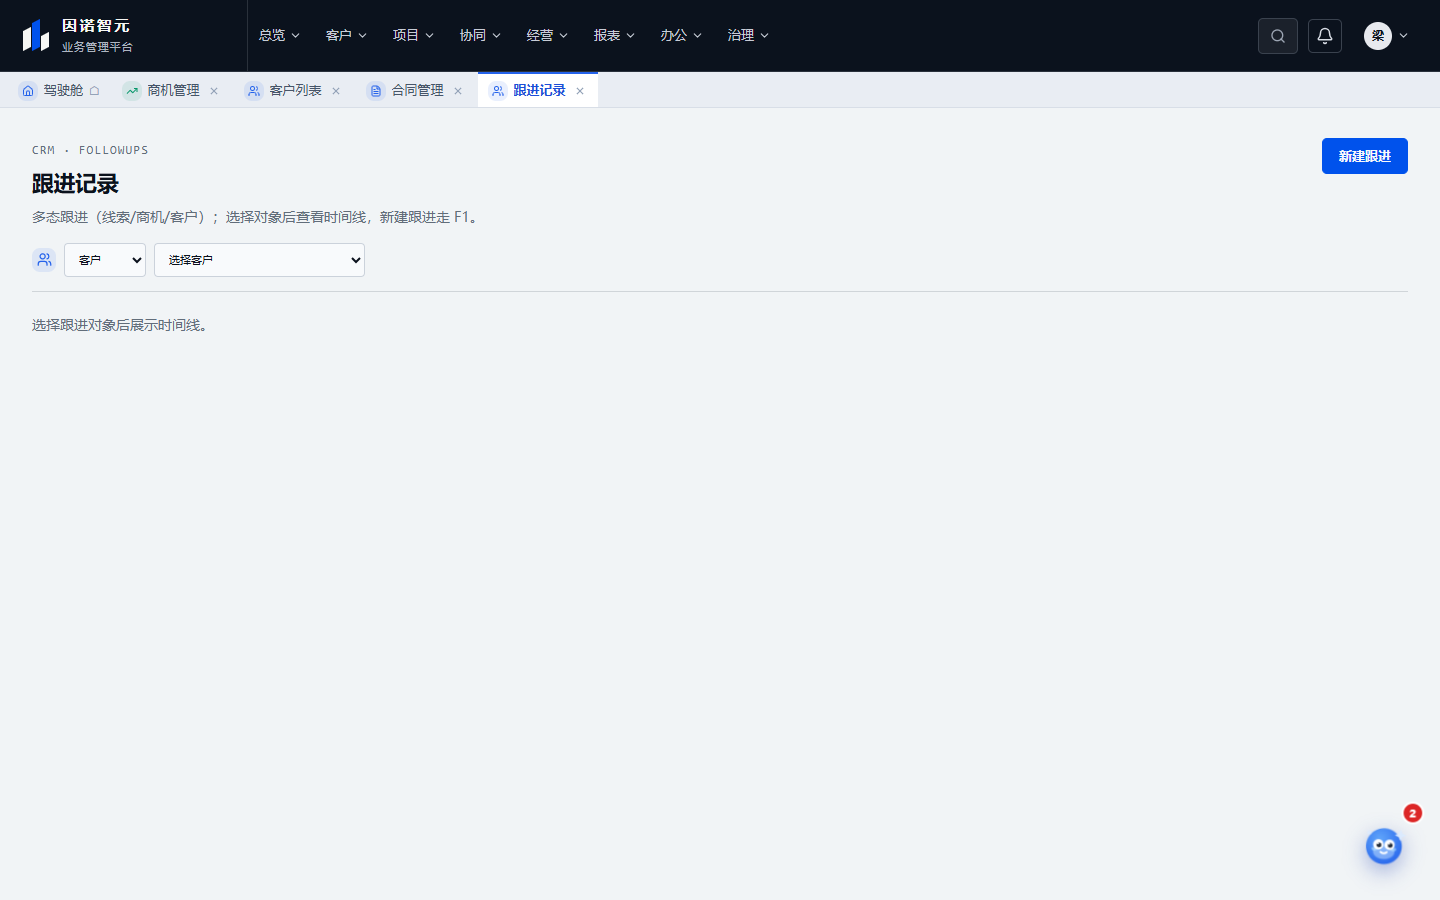 因诺智元
业务管理平台
总览 客户 项目 协同 经营 报表 办公 治理
梁
驾驶舱 商机管理 客户列表 合同管理 跟进记录
CRM · FOLLOWUPS
新建跟进
跟进记录
多态跟进（线索/商机/客户）；选择对象后查看时间线，新建跟进走 F1。
客户 选择客户
选择跟进对象后展示时间线。
2